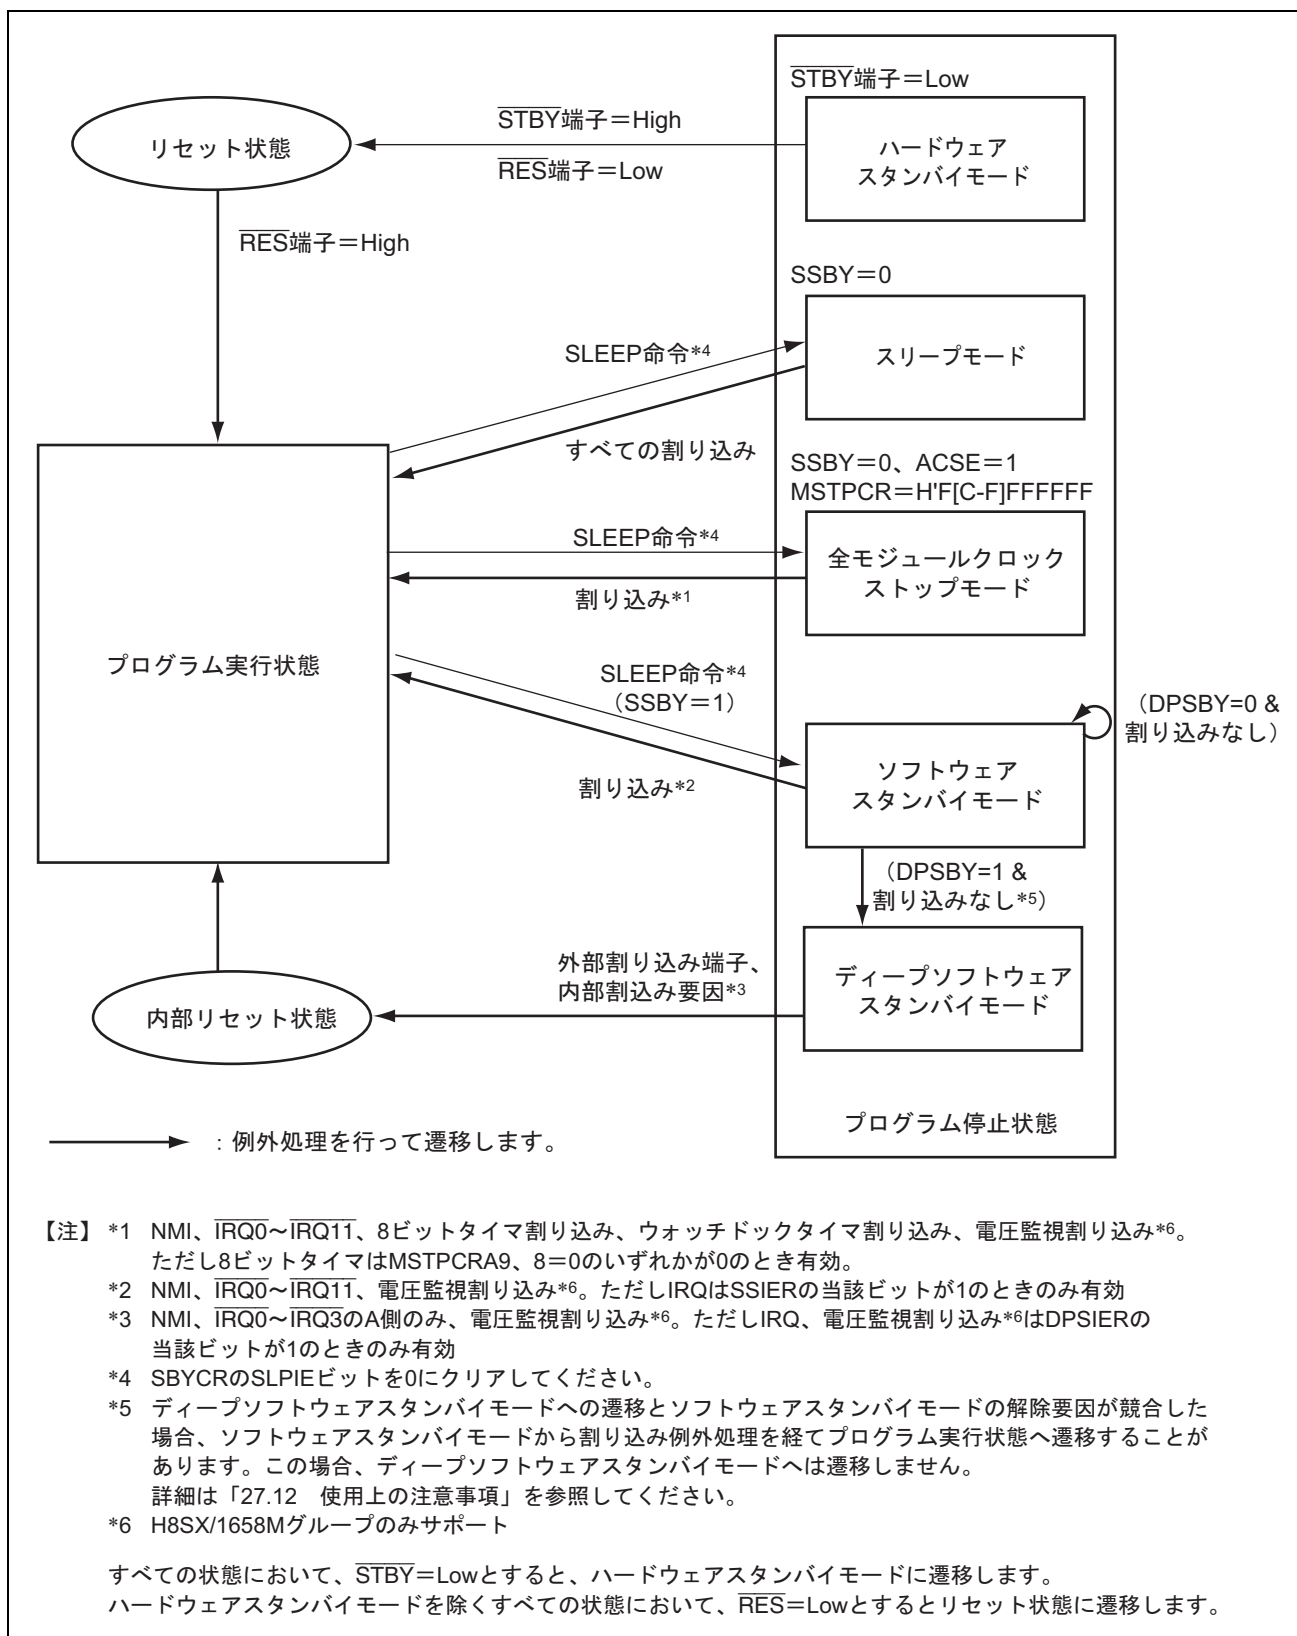 STBY端子＝Low
STBY端子＝High
リセット状態
ハードウェア
スタンバイモード
RES端子＝Low
RES端子＝High
SSBY＝0
SLEEP命令*4
スリープモード
すべての割り込み
SSBY＝0、ACSE＝1
MSTPCR＝H'F[C-F]FFFFFF
SLEEP命令*4
全モジュールクロック
ストップモード
割り込み*1
プログラム実行状態
SLEEP命令*4
（SSBY＝1）
（DPSBY=0 &
割り込みなし）
ソフトウェア
スタンバイモード
割り込み*2
（DPSBY=1 &
割り込みなし*5）
外部割り込み端子、
内部割込み要因*3
ディープソフトウェア
スタンバイモード
内部リセット状態
プログラム停止状態
：例外処理を行って遷移します。
【注】 *1 NMI、IRQ0～IRQ11、8ビットタイマ割り込み、ウォッチドックタイマ割り込み、電圧監視割り込み*6。
ただし8ビットタイマはMSTPCRA9、8＝0のいずれかが0のとき有効。
*2 NMI、IRQ0～IRQ11、電圧監視割り込み*6。ただしIRQはSSIERの当該ビットが1のときのみ有効
*3 NMI、IRQ0～IRQ3のA側のみ、電圧監視割り込み*6。ただしIRQ、電圧監視割り込み*6はDPSIERの
当該ビットが1のときのみ有効
*4 SBYCRのSLPIEビットを0にクリアしてください。
*5 ディープソフトウェアスタンバイモードへの遷移とソフトウェアスタンバイモードの解除要因が競合した
場合、ソフトウェアスタンバイモードから割り込み例外処理を経てプログラム実行状態へ遷移することが
あります。この場合、ディープソフトウェアスタンバイモードへは遷移しません。
詳細は「27.12　使用上の注意事項」を参照してください。
*6 H8SX/1658Mグループのみサポート
すべての状態において、STBY＝Lowとすると、ハードウェアスタンバイモードに遷移します。
ハードウェアスタンバイモードを除くすべての状態において、RES＝Lowとするとリセット状態に遷移します。